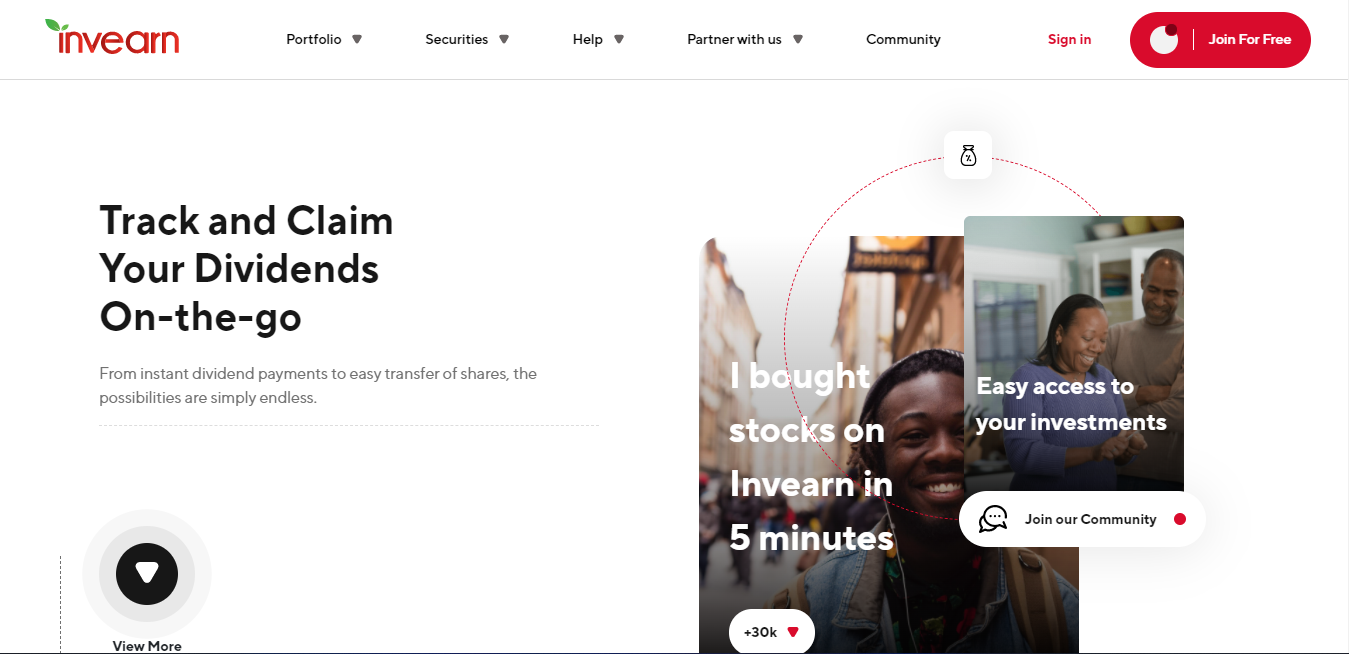 invearn
Portfolio
Securities
Help
Partner with us
Community
Sign in
Join For Free
Track and Claim
Your Dividends
On-the-go
From instant dividend payments to easy transfer of shares, the
possibilities are simply endless.
View More
I bought
stocks on
Invearn in
5 minutes
+30k
Easy access to
your investments
Join our Community